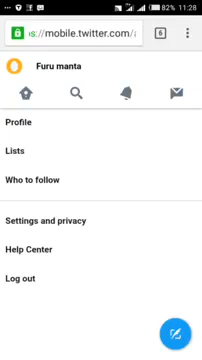 82% 11:28
s://mobile.twitter.com/
6
Furu manta
Profile
Lists
Who to follow
Settings and privacy
Help Center
Log out